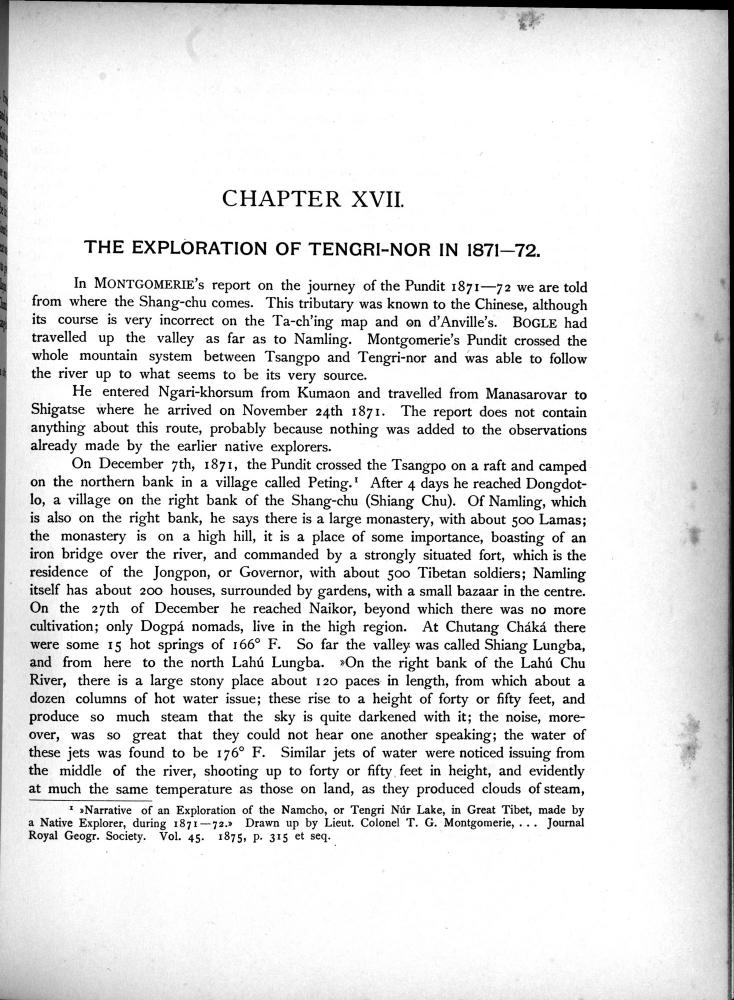 CHAPTER XVII.
THE EXPLORATION OF TENGRI-NOR IN 1871—72.
In MONTGOMERIE's report on the journey of the Pundit 1871—72 we are told
from where the Shang-chu comes. This tributary was known to the Chinese, although
its course is very incorrect on the Ta-ch'ing map and on d'Anville's. BOGLE had
travelled up the valley as far as to Namling. Montgomerie's Pundit crossed the
whole mountain system between Tsangpo and Tengri-nor and was able to follow
the river up to what seems to be its very source.
He entered Ngari-khorsum from Kumaon and travelled from Manasarovar to
Shigatse where he arrived on November 24th 1871. The report does not contain
anything about this route, probably because nothing was added to the observations
already made by the earlier native explorers.
On December 7th, 1871, the Pundit crossed the Tsangpo on a raft and camped
on the northern bank in a village called Peting.¹ After 4 days he reached Dongdot-
lo, a village on the right bank of the Shang-chu (Shiang Chu). Of Namling, which
is also on the right bank, he says there is a large monastery, with about 500 Lamas;
the monastery is on a high hill, it is a place of some importance, boasting of an
iron bridge over the river, and commanded by a strongly situated fort, which is the
residence of the Jongpon, or Governor, with about 500 Tibetan soldiers; Namling
itself has about 200 houses, surrounded by gardens, with a small bazaar in the centre.
On the 27th of December he reached Naikor, beyond which there was no more
cultivation; only Dogpá nomads, live in the high region. At Chutang Cháká there
were some 15 hot springs of 166° F. So far the valley was called Shiang Lungba,
and from here to the north Lahú Lungba. »On the right bank of the Lahú Chu
River, there is a large stony place about 120 paces in length, from which about a
dozen columns of hot water issue; these rise to a height of forty or fifty feet, and
produce so much steam that the sky is quite darkened with it; the noise, more-
over, was so great that they could not hear one another speaking; the water of
these jets was found to be 176° F. Similar jets of water were noticed issuing from
the middle of the river, shooting up to forty or fifty feet in height, and evidently
at much the same temperature as those on land, as they produced clouds of steam,
¹ »Narrative of an Exploration of the Namcho, or Tengri Núr Lake, in Great Tibet, made by
a Native Explorer, during 1871—72.» Drawn up by Lieut. Colonel T. G. Montgomerie, . . . Journal
Royal Geogr. Society. Vol. 45. 1875, p. 315 et seq.